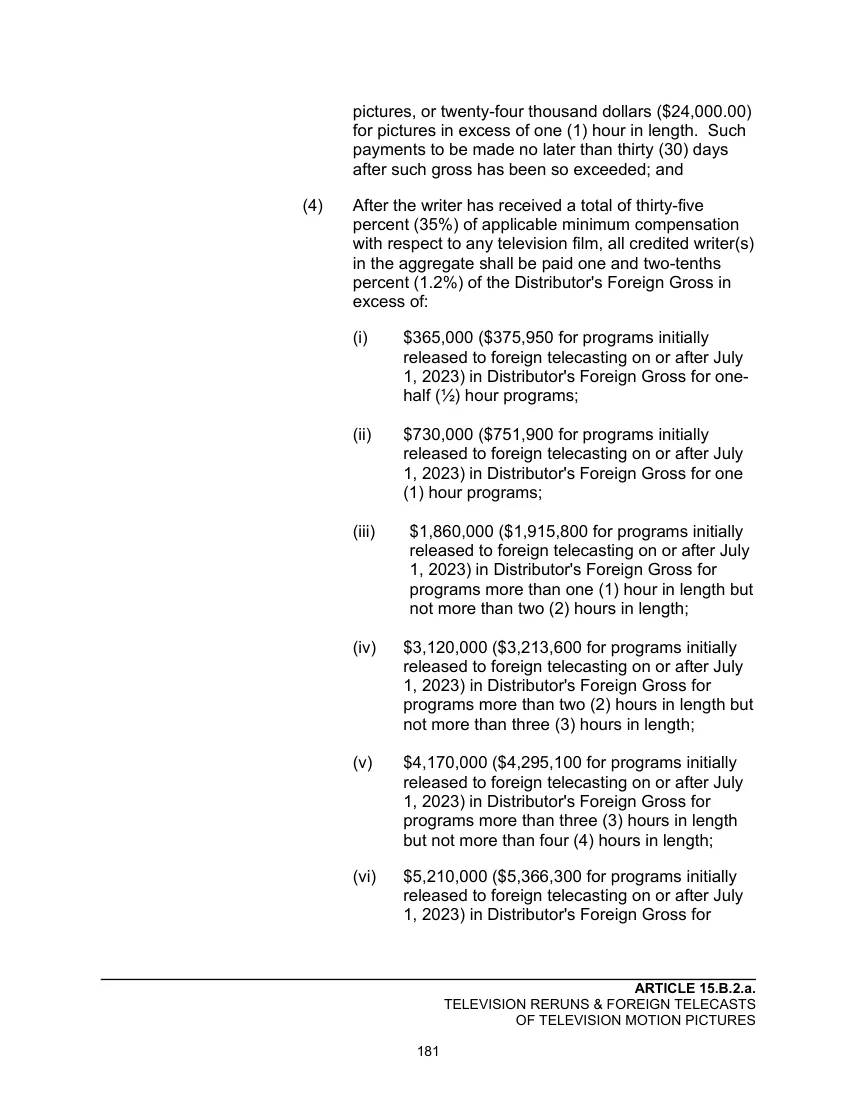 pictures, or twenty-four thousand dollars ($24,000.00)
for pictures in excess of one (1) hour in length.  Such
payments to be made no later than thirty (30) days
after such gross has been so exceeded; and
(4) After the writer has received a total of thirty-five
percent (35%) of applicable minimum compensation
with respect to any television film, all credited writer(s)
in the aggregate shall be paid one and two-tenths
percent (1.2%) of the Distributor's Foreign Gross in
excess of:
(i) $365,000 ($375,950 for programs initially
released to foreign telecasting on or after July
1, 2023) in Distributor's Foreign Gross for one-
half (½) hour programs;
(ii) $730,000 ($751,900 for programs initially
released to foreign telecasting on or after July
1, 2023) in Distributor's Foreign Gross for one
(1) hour programs;
(iii) $1,860,000 ($1,915,800 for programs initially
released to foreign telecasting on or after July
1, 2023) in Distributor's Foreign Gross for
programs more than one (1) hour in length but
not more than two (2) hours in length;
(iv) $3,120,000 ($3,213,600 for programs initially
released to foreign telecasting on or after July
1, 2023) in Distributor's Foreign Gross for
programs more than two (2) hours in length but
not more than three (3) hours in length;
(v) $4,170,000 ($4,295,100 for programs initially
released to foreign telecasting on or after July
1, 2023) in Distributor's Foreign Gross for
programs more than three (3) hours in length
but not more than four (4) hours in length;
(vi) $5,210,000 ($5,366,300 for programs initially
released to foreign telecasting on or after July
1, 2023) in Distributor's Foreign Gross for
ARTICLE 15.B.2.a.
TELEVISION RERUNS & FOREIGN TELECASTS
OF TELEVISION MOTION PICTURES
181